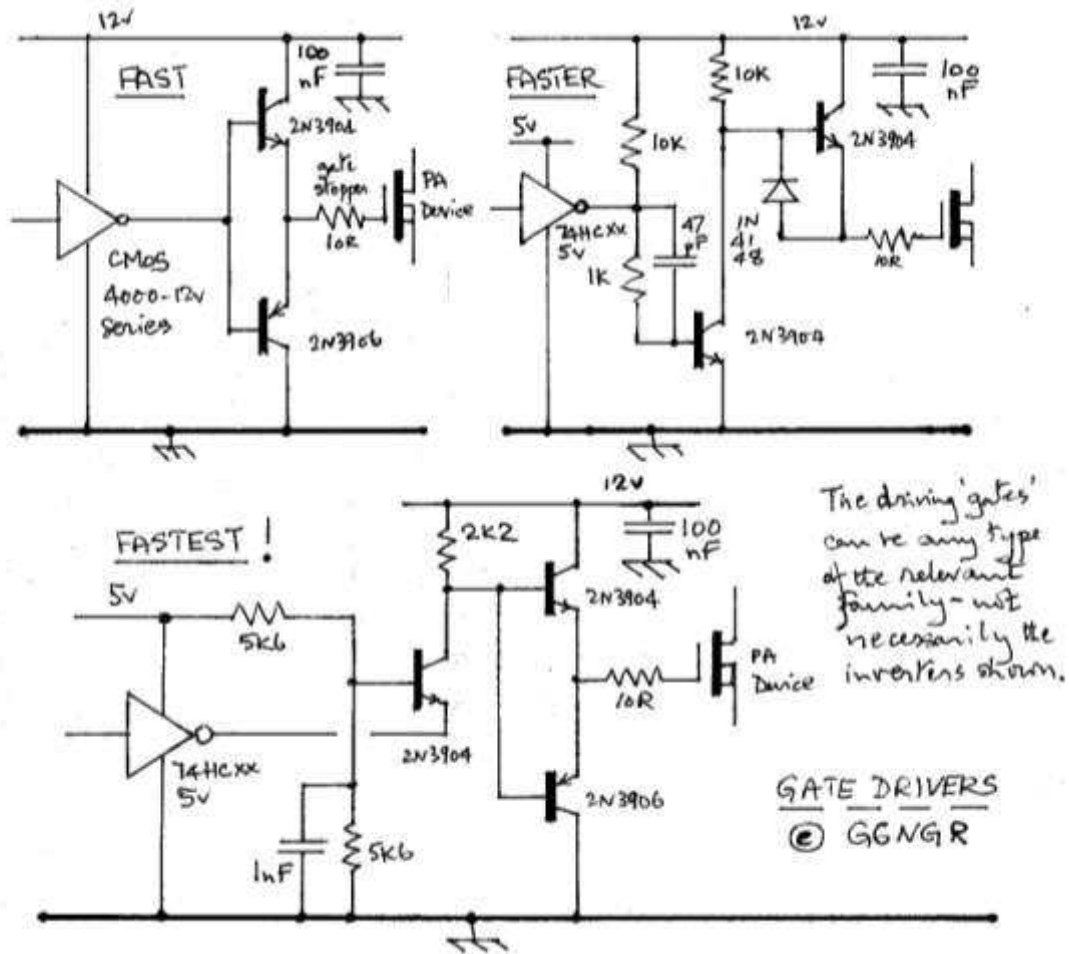 12v
FAST
100
nF
2N3904
gate
stopper
10R
PA
Device
CMOS
4000-12v
series
2N3906
12v
FASTER
10K
100
nF
5v
10K
2N3904
74HCxx
5v
47
pF
1N
41
48
1K
10R
2N3904
12v
FASTEST !
2K2
100
nF
5v
5K6
2N3904
10R
PA
Device
74HCxx
5v
2N3904
2N3906
1nF
5K6
The driving 'gates'
can be any type
of the relevant
family - not
necessarily the
inverters shown.
GATE DRIVERS
G6NGR